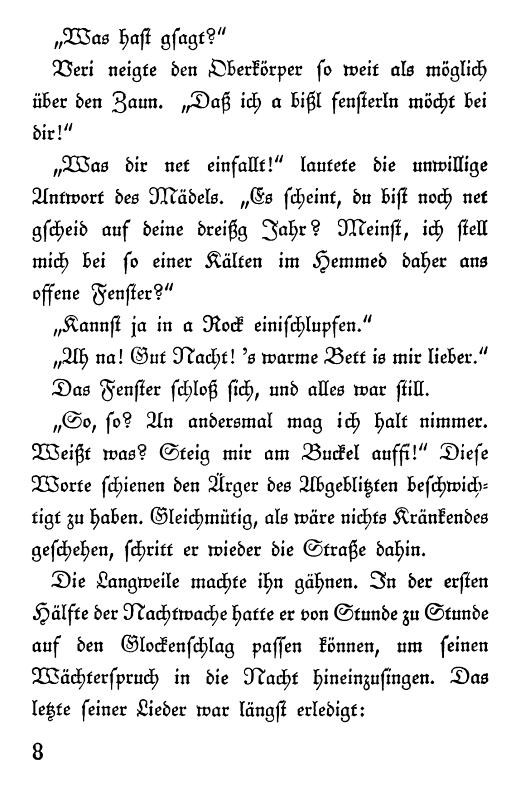 „Was hast gsagt?“
Veri neigte den Oberkörper so weit als möglich
über den Zaun. „Daß ich a bißl fensterln möcht bei
dir!“
„Was dir net einfallt!“ lautete die unwillige
Antwort des Mädels. „Es scheint, du bist noch net
gscheid auf deine dreißg Jahr? Meinst, ich stell
mich bei so einer Kälten im Hemmed daher ans
offene Fenster?“
„Kannst ja in a Rock einischlupfen.“
„Ah na! Gut Nacht! 's warme Bett is mir lieber.“
Das Fenster schloß sich, und alles war still.
„So, so? An andersmal mag ich halt nimmer.
Weißt was? Steig mir am Buckel auffi!“ Diese
Worte schienen den Ärger des Abgeblitzten beschwich-
tigt zu haben. Gleichmütig, als wäre nichts Kränkendes
geschehen, schritt er wieder die Straße dahin.
Die Langweile machte ihn gähnen. In der ersten
Hälfte der Nachtwache hatte er von Stunde zu Stunde
auf den Glockenschlag passen können, um seinen
Wächterspruch in die Nacht hineinzusingen. Das
letzte seiner Lieder war längst erledigt:
8